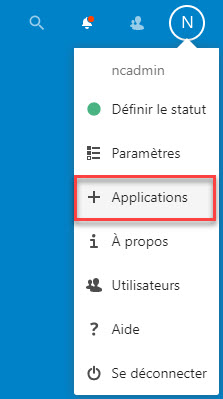 N
ncadmin
Définir le statut
Paramètres
Applications
À propos
Utilisateurs
Aide
Se déconnecter